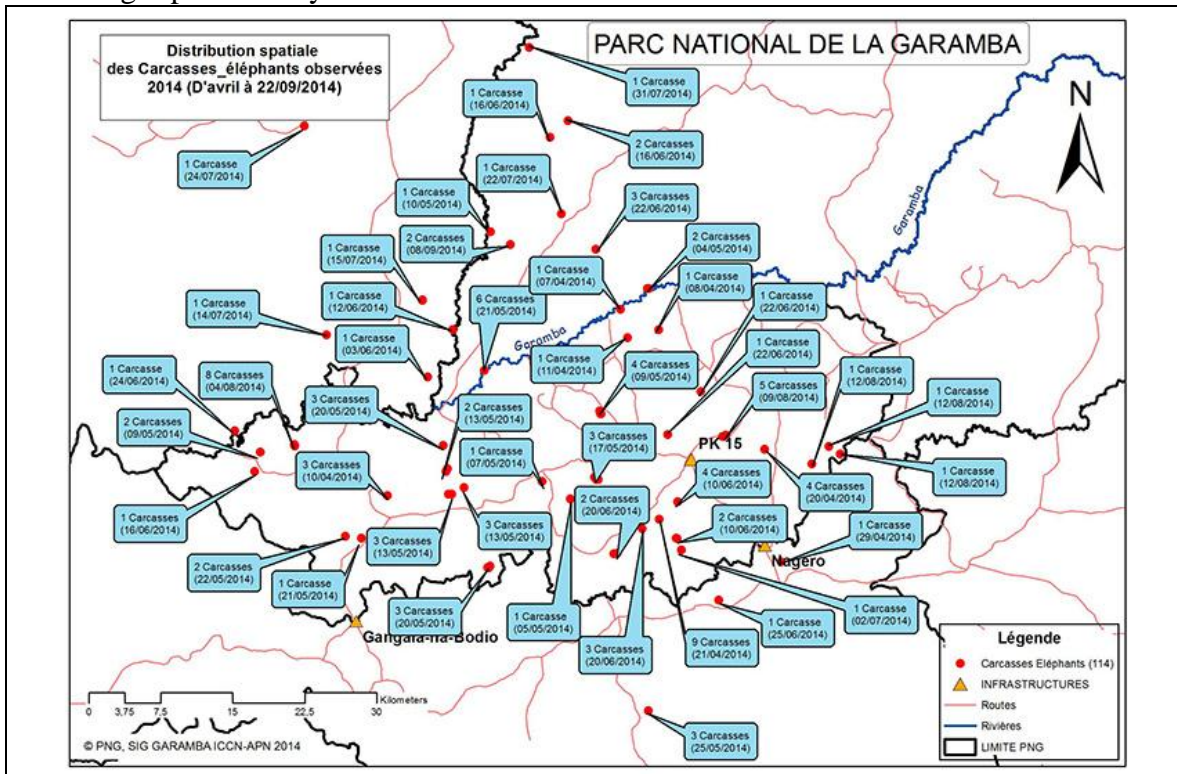 Distribution spatiale
des Carcasses_éléphants observées
2014 (D'avril à 22/09/2014)
PARC NATIONAL DE LA GARAMBA
N
1 Carcasse
(31/07/2014)
1 Carcasse
(16/06/2014)
2 Carcasses
(16/06/2014)
1 Carcasse
(24/07/2014)
1 Carcasse
(22/07/2014)
1 Carcasse
(10/05/2014)
3 Carcasses
(22/06/2014)
Garamba
2 Carcasses
(08/09/2014)
2 Carcasses
(04/05/2014)
1 Carcasse
(15/07/2014)
1 Carcasse
(07/04/2014)
1 Carcasse
(08/04/2014)
1 Carcasse
(12/06/2014)
6 Carcasses
(21/05/2014)
1 Carcasse
(22/06/2014)
1 Carcasse
(14/07/2014)
Garamba
1 Carcasse
(03/06/2014)
1 Carcasse
(11/04/2014)
1 Carcasse
(22/06/2014)
1 Carcasse
(24/06/2014)
8 Carcasses
(04/08/2014)
4 Carcasses
(09/05/2014)
5 Carcasses
(09/08/2014)
1 Carcasse
(12/08/2014)
1 Carcasse
(12/08/2014)
3 Carcasses
(20/05/2014)
2 Carcasses
(13/05/2014)
2 Carcasses
(09/05/2014)
3 Carcasses
(17/05/2014)
PK 15
1 Carcasse
(07/05/2014)
3 Carcasses
(10/04/2014)
4 Carcasses
(10/06/2014)
4 Carcasses
(20/04/2014)
1 Carcasse
(12/08/2014)
2 Carcasses
(20/06/2014)
1 Carcasse
(16/06/2014)
3 Carcasses
(13/05/2014)
3 Carcasses
(13/05/2014)
2 Carcasses
(10/06/2014)
1 Carcasse
(29/04/2014)
Nagero
2 Carcasses
(22/05/2014)
1 Carcasse
(21/05/2014)
3 Carcasses
(20/05/2014)
1 Carcasse
(05/05/2014)
1 Carcasse
(02/07/2014)
1 Carcasse
(25/06/2014)
Gangala-na-Bodio
3 Carcasses
(20/06/2014)
9 Carcasses
(21/04/2014)
3 Carcasses
(25/05/2014)
Légende
Carcasses Eléphants (114)
INFRASTRUCTURES
Routes
Rivières
LIMITE PNG
Kilometers
0 3,75 7,5 15 22,5 30
© PNG, SIG GARAMBA ICCN-APN 2014